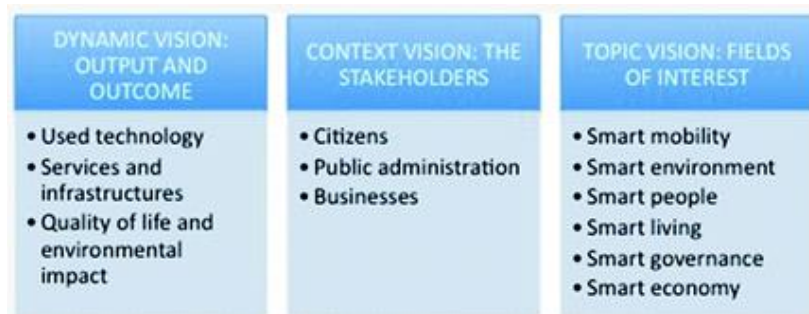 DYNAMIC VISION:
OUTPUT AND
OUTCOME
• Used technology
• Services and
infrastructures
• Quality of life and
environmental
impact
CONTEXT VISION: THE
STAKEHOLDERS
• Citizens
• Public administration
• Businesses
TOPIC VISION: FIELDS
OF INTEREST
• Smart mobility
• Smart environment
• Smart people
• Smart living
• Smart governance
• Smart economy